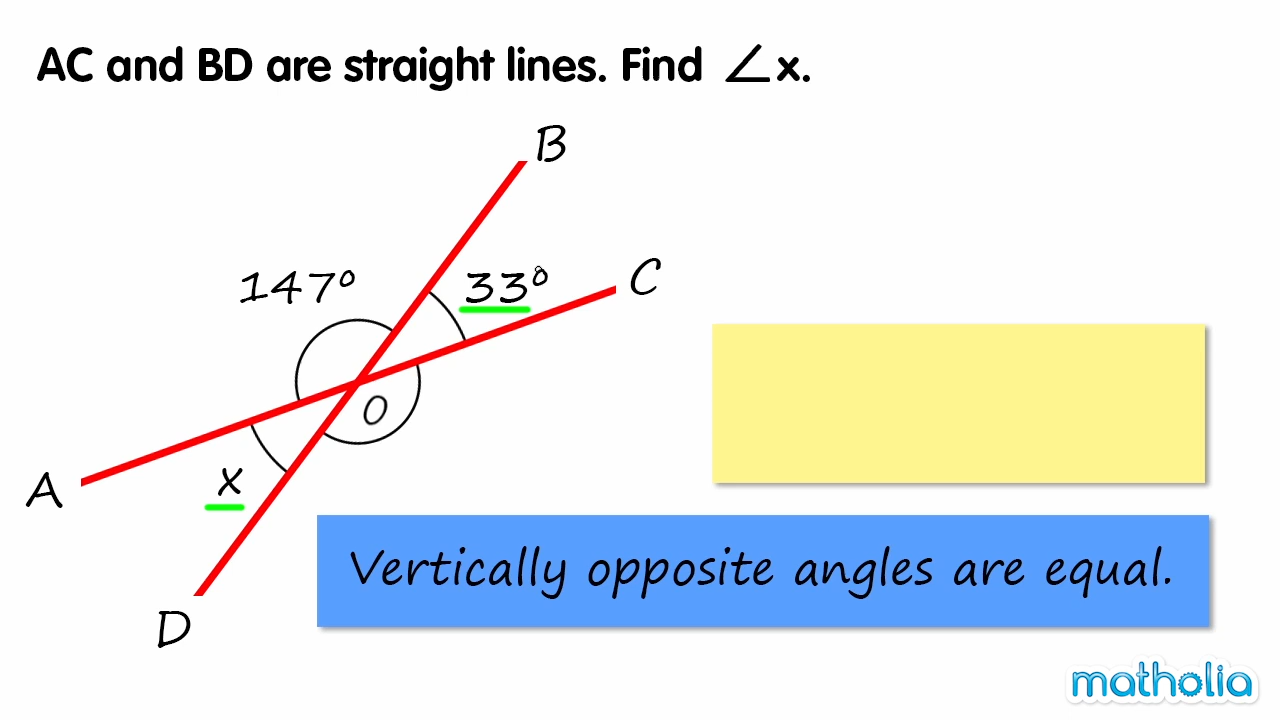 AC and BD are straight lines. Find ∠x.
B
147°
33°
C
O
A
x
D
Vertically opposite angles are equal.
matholia